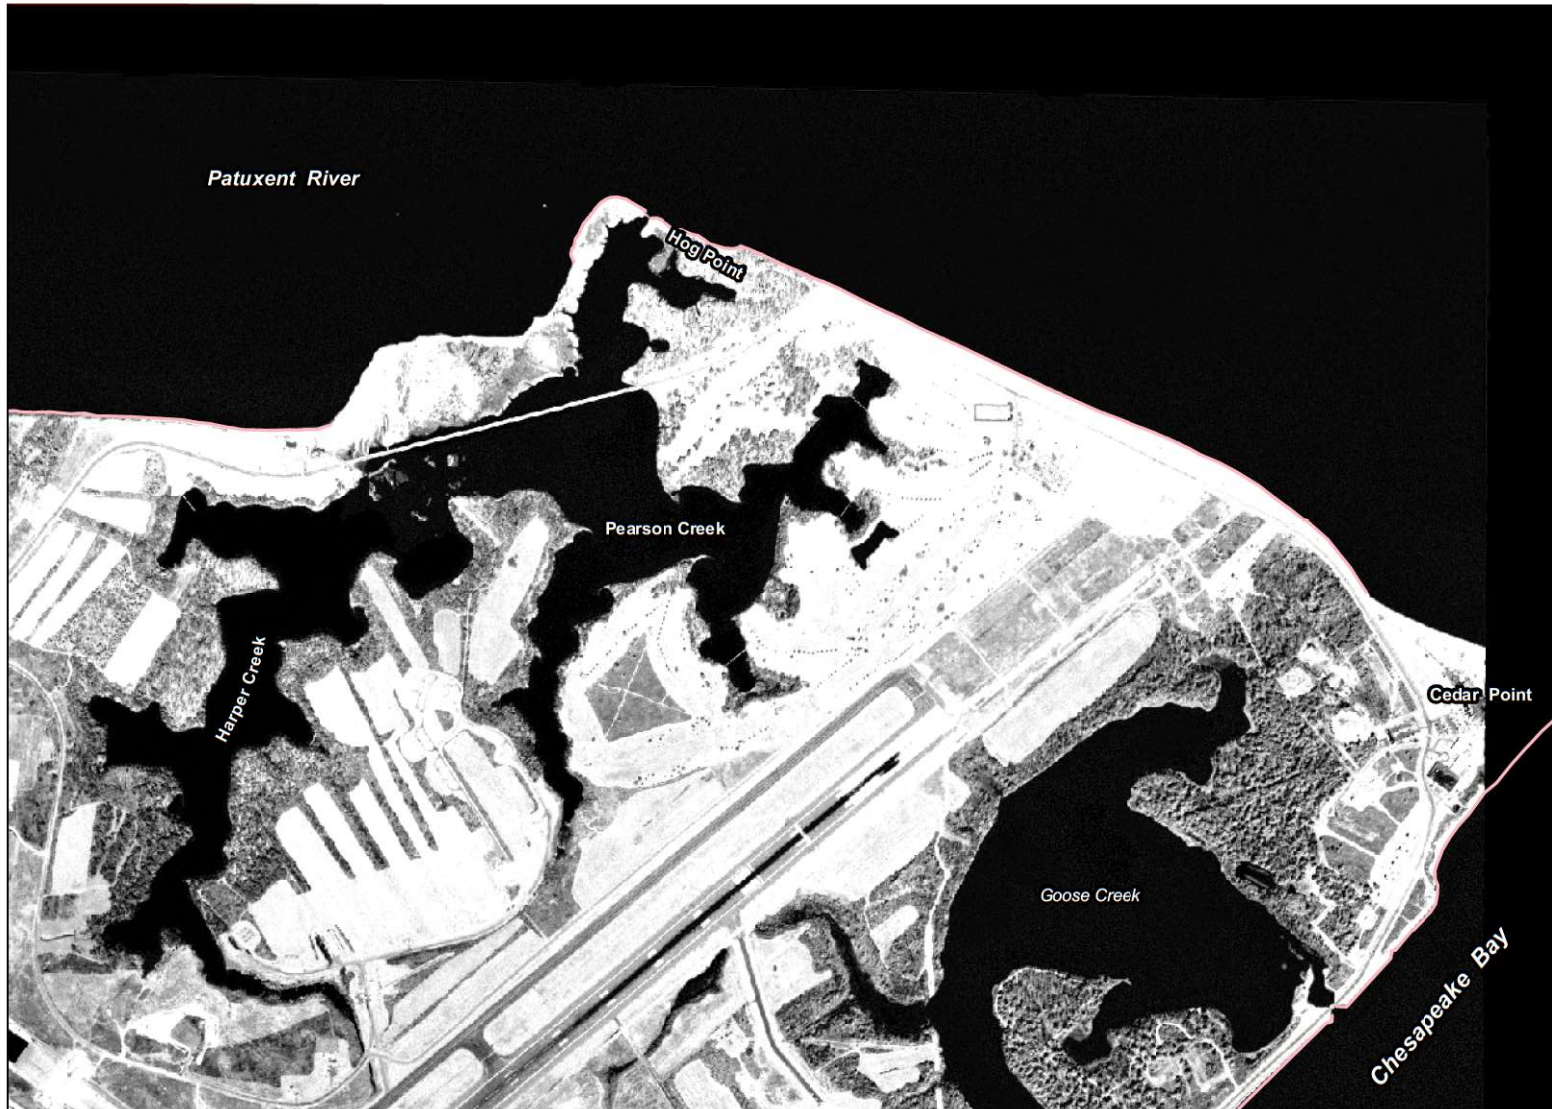 Patuxent River
Hog Point
Pearson Creek
Harper Creek
Cedar Point
Goose Creek
Chesapeake Bay